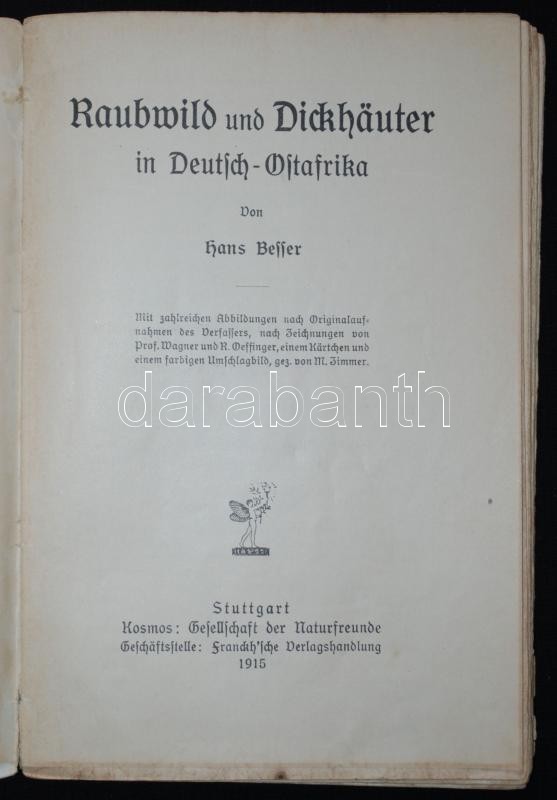 Raubwild und Dickhäuter
in Deutsch-Ostafrika
Von
Hans Besser
Mit zahlreichen Abbildungen nach Originalauf-
nahmen des Verfassers, nach Zeichnungen von
Prof. Wagner und R. Oeffinger, einem Kärtchen und
einem farbigen Umschlagbild, gez. von M. Zimmer.
darabanth
Stuttgart
Kosmos: Gesellschaft der Naturfreunde
Geschäftsstelle: Franckh'sche Verlagshandlung
1915